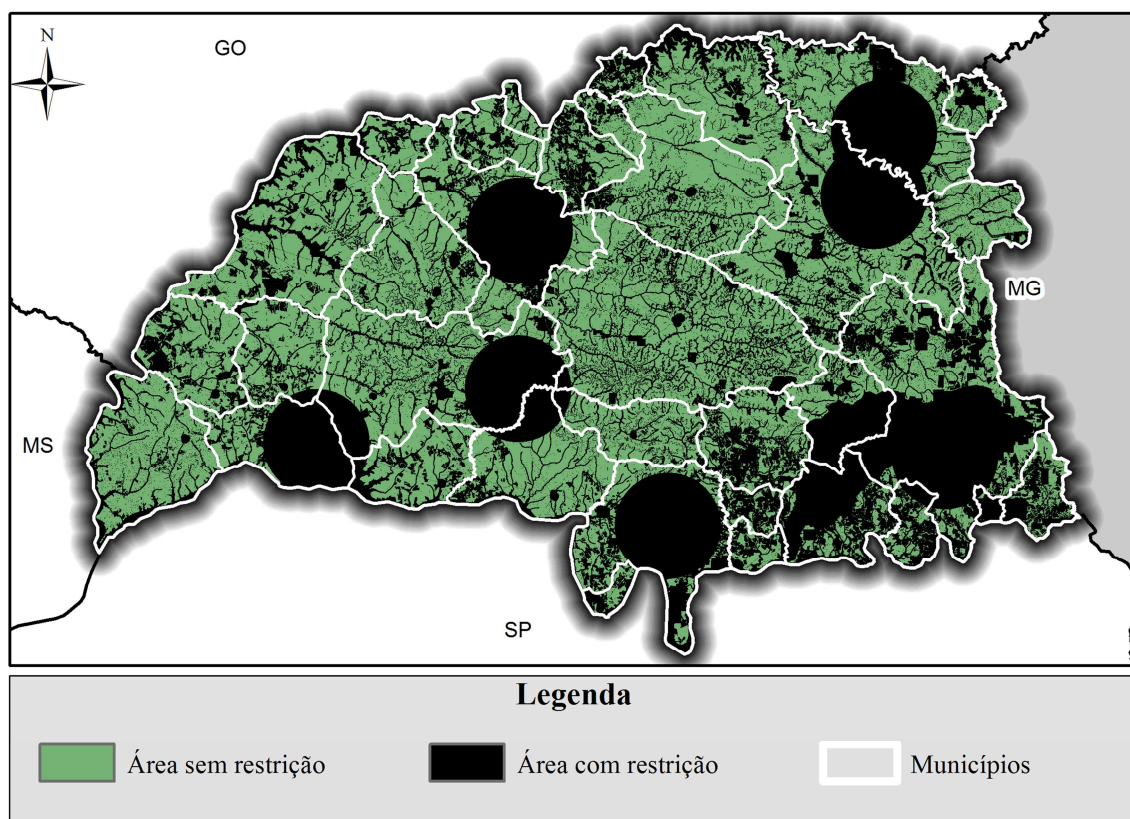 GO
N
MG
MS
SP
Legenda
Área sem restrição
Área com restrição
Municípios